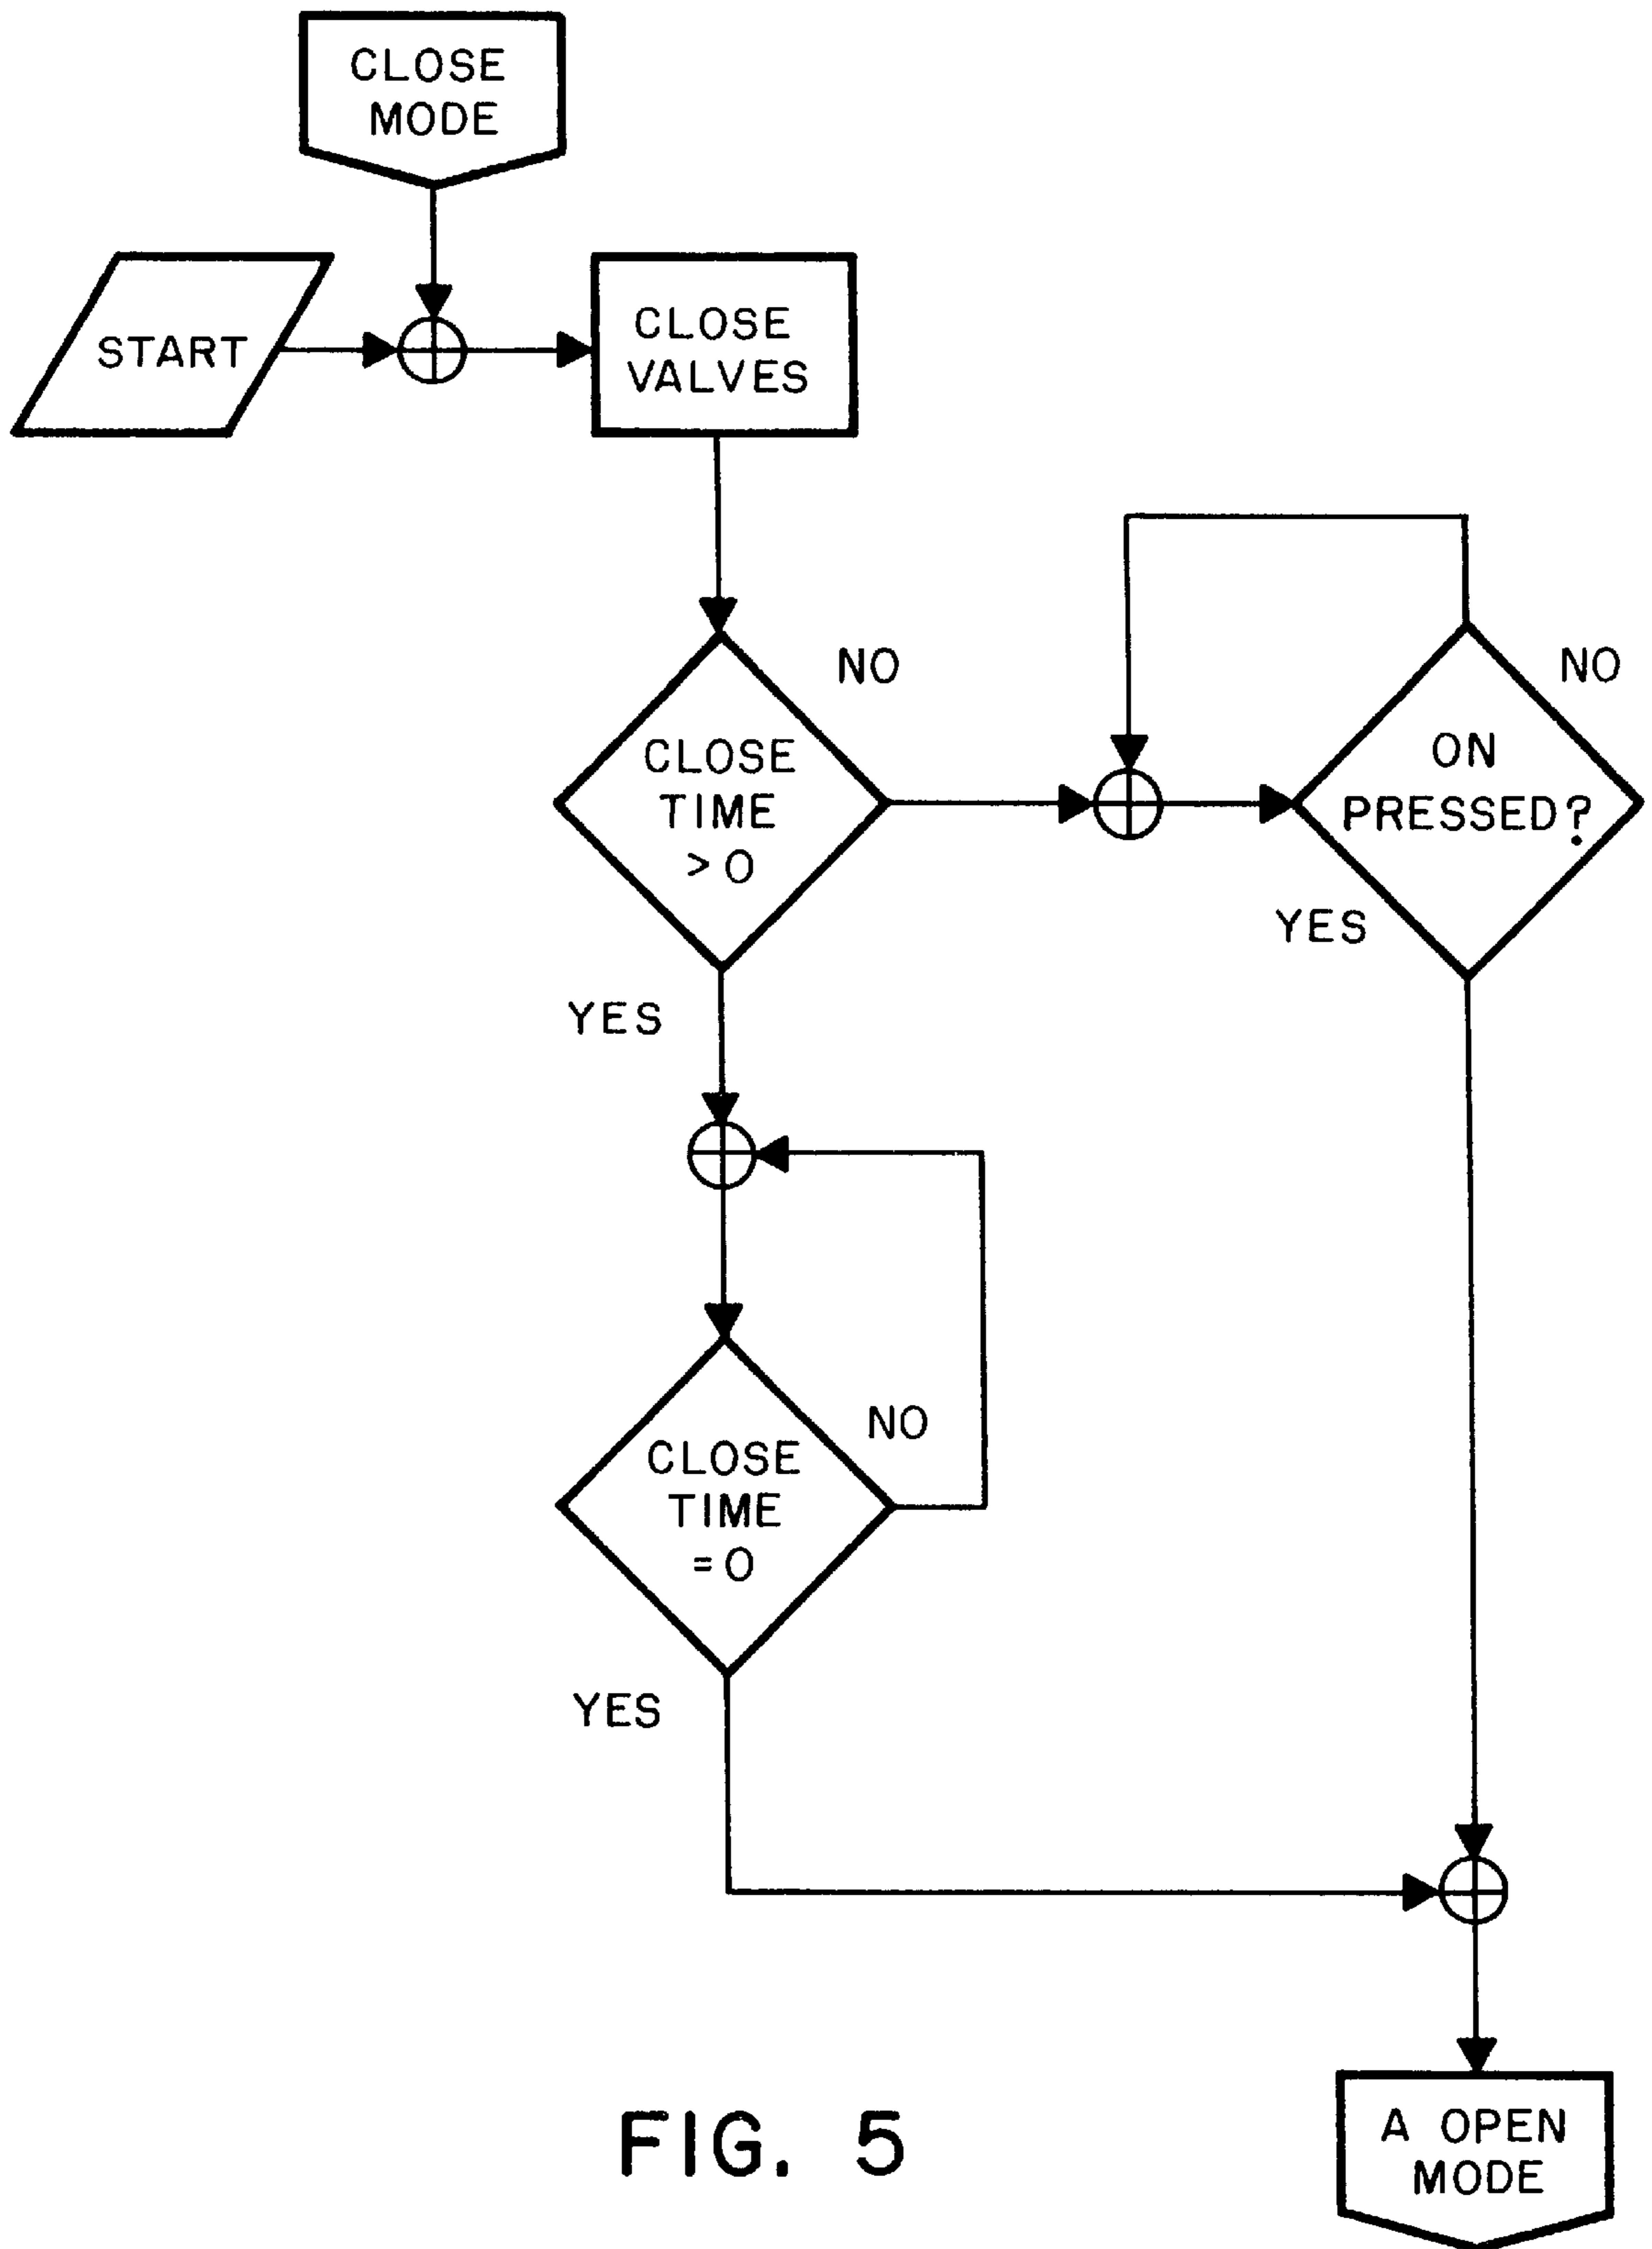 CLOSE
MODE
START
CLOSE
VALVES
NO
CLOSE
TIME
> 0
YES
NO
ON
PRESSED?
YES
NO
CLOSE
TIME
= 0
YES
A OPEN
MODE
FIG. 5